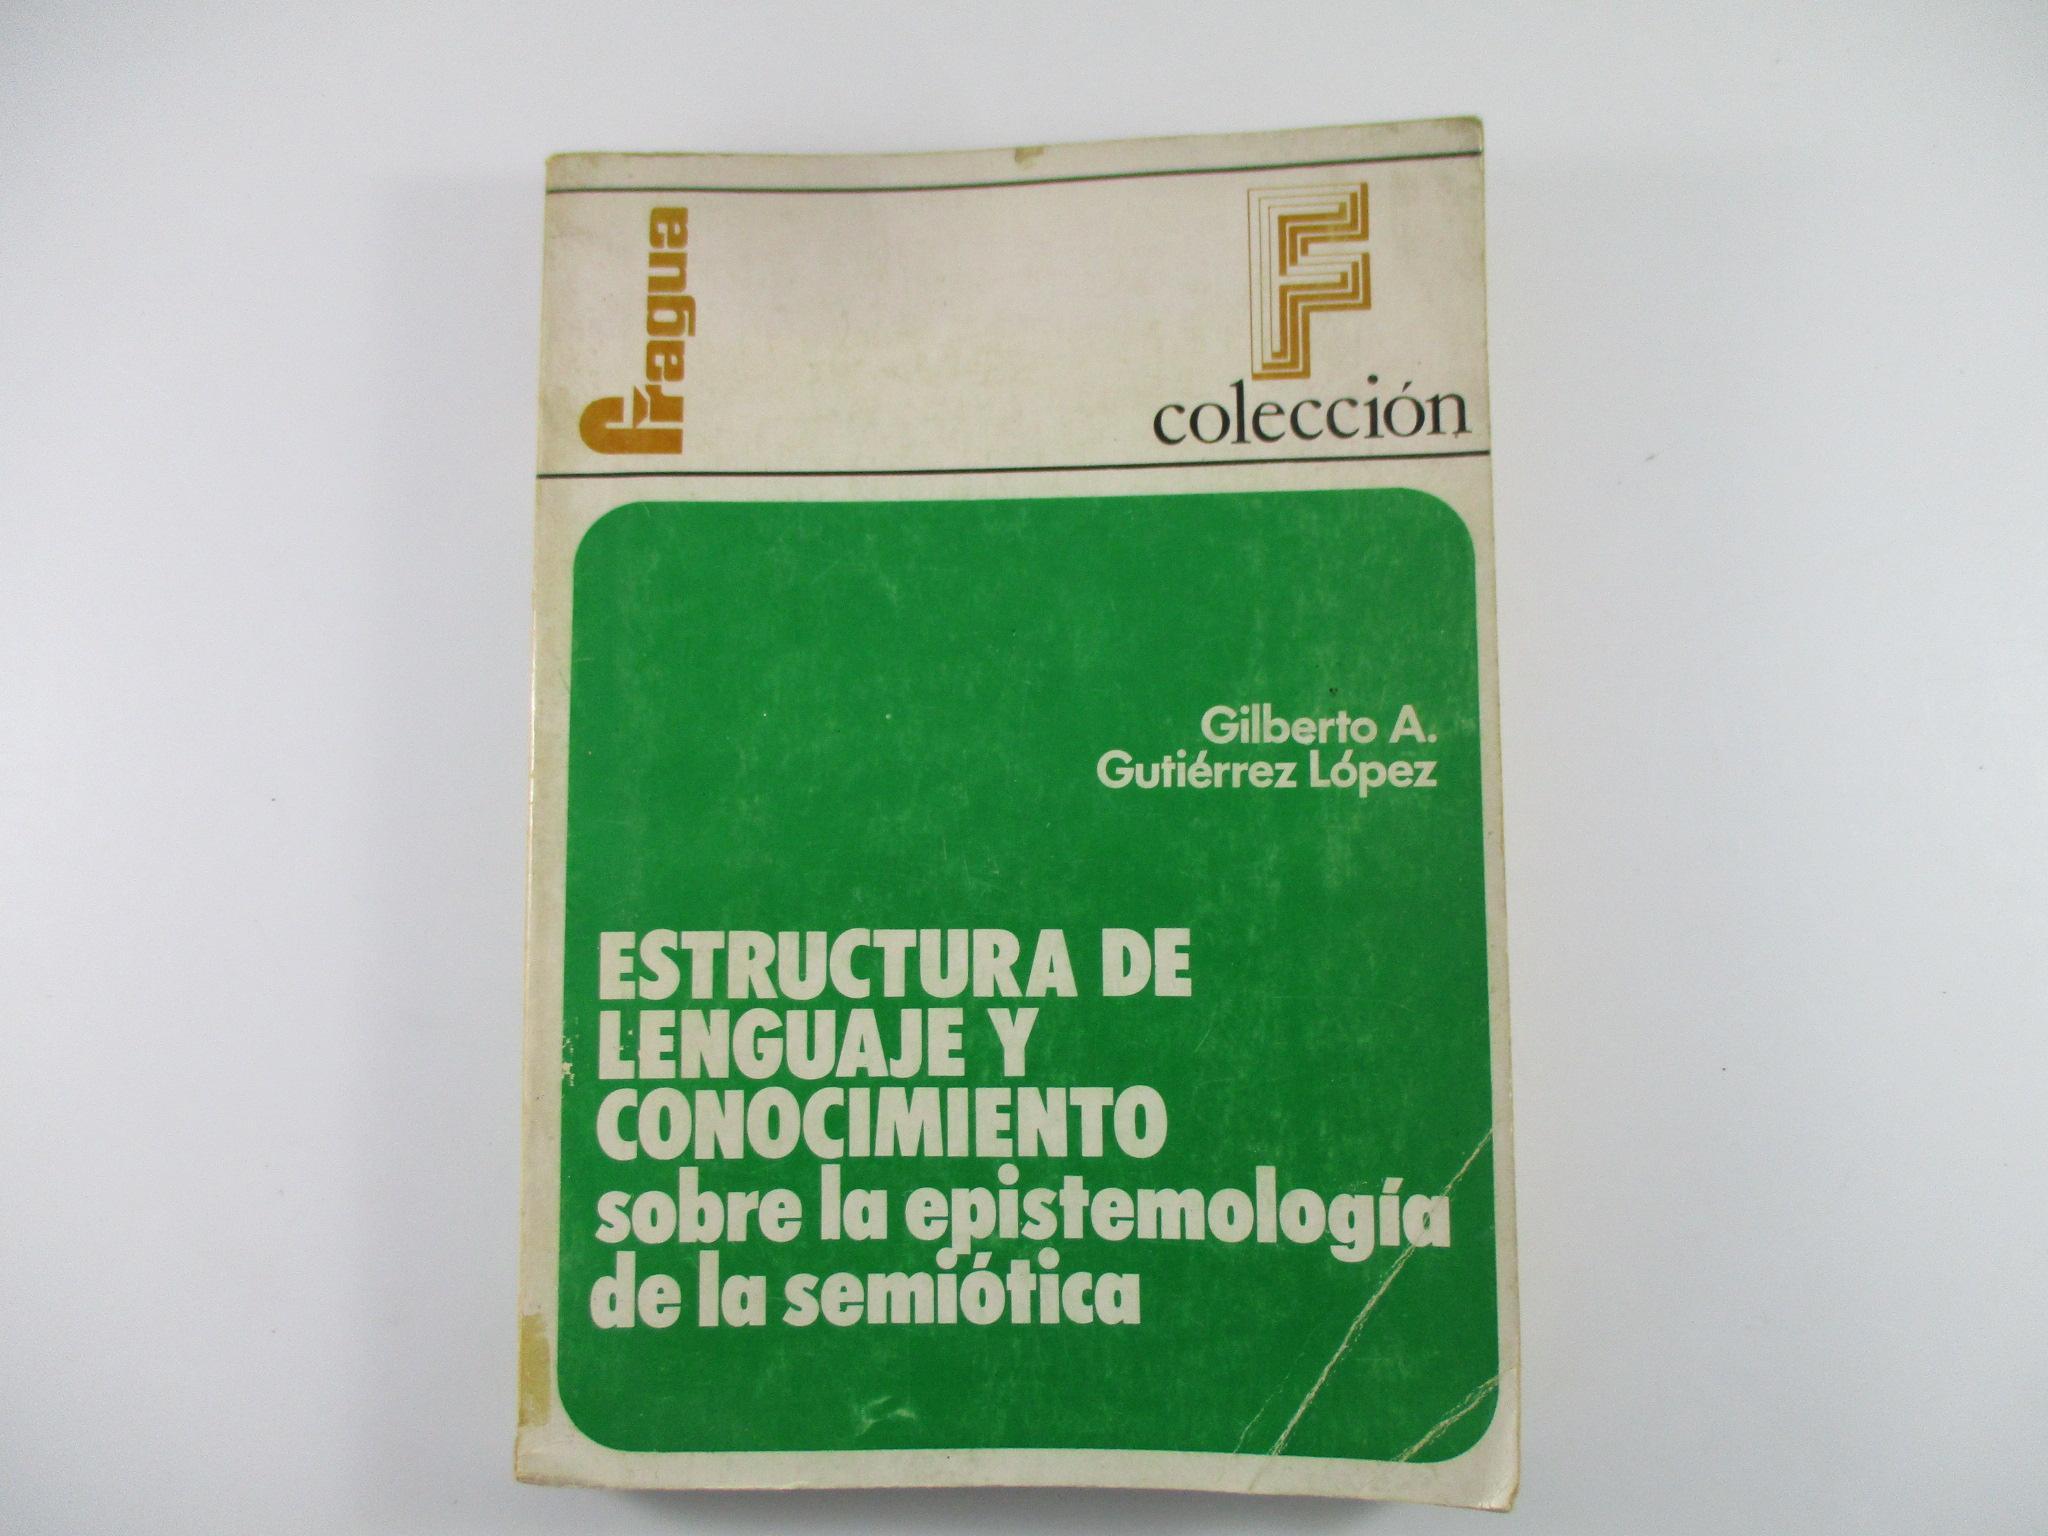 fragua
F
colección
Gilberto A.
Gutiérrez López
ESTRUCTURA DE
LENGUAJE Y
CONOCIMIENTO
sobre la epistemología
de la semiótica